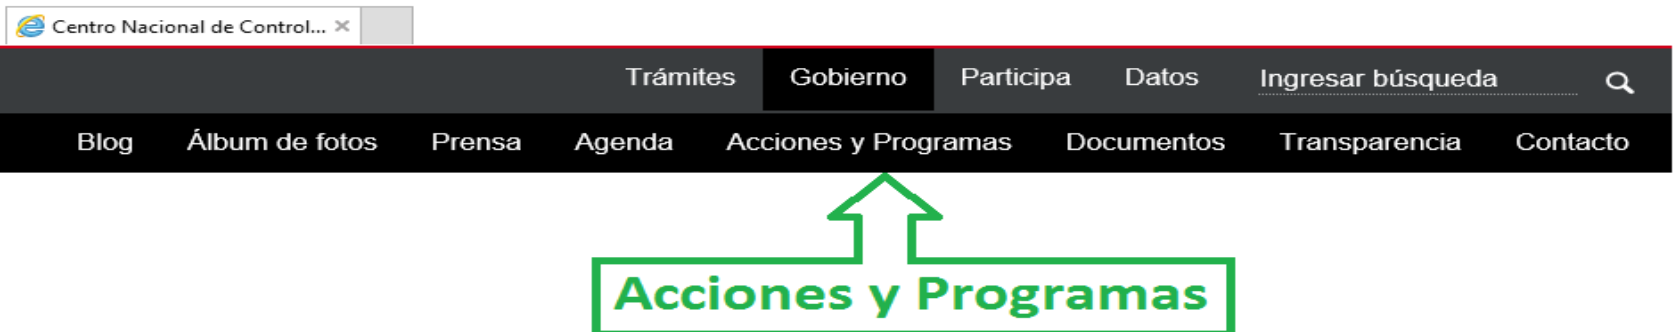 Centro Nacional de Control...
Trámites Gobierno Participa Datos Ingresar búsqueda
Blog Álbum de fotos Prensa Agenda Acciones y Programas Documentos Transparencia Contacto
Acciones y Programas